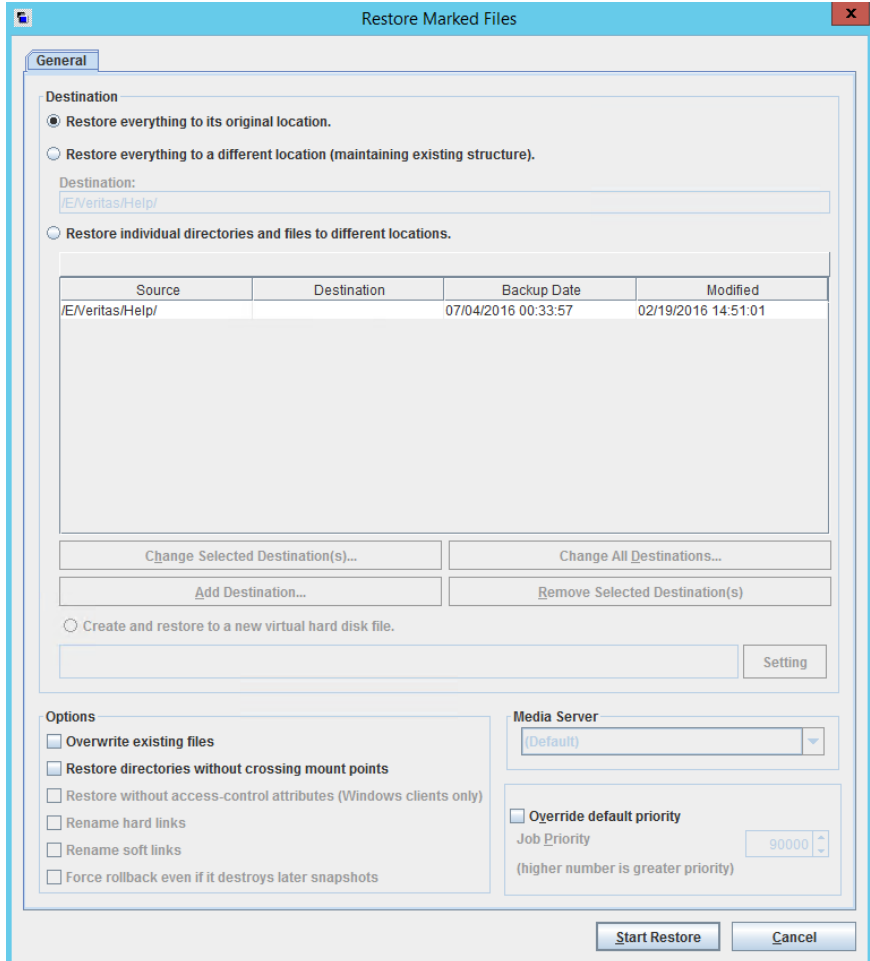 Restore Marked Files
x
General
Destination
Restore everything to its original location.
Restore everything to a different location (maintaining existing structure).
Destination:
/E/Veritas/Help/
Restore individual directories and files to different locations.
Source Destination Backup Date Modified
/E/Veritas/Help/ 07/04/2016 00:33:57 02/19/2016 14:51:01
Change Selected Destination(s)... Change All Destinations...
Add Destination... Remove Selected Destination(s)
Create and restore to a new virtual hard disk file.
Setting
Options
Overwrite existing files
Restore directories without crossing mount points
Restore without access-control attributes (Windows clients only)
Rename hard links
Rename soft links
Force rollback even if it destroys later snapshots
Media Server
(Default)
Override default priority
Job Priority 90000
(higher number is greater priority)
Start Restore Cancel